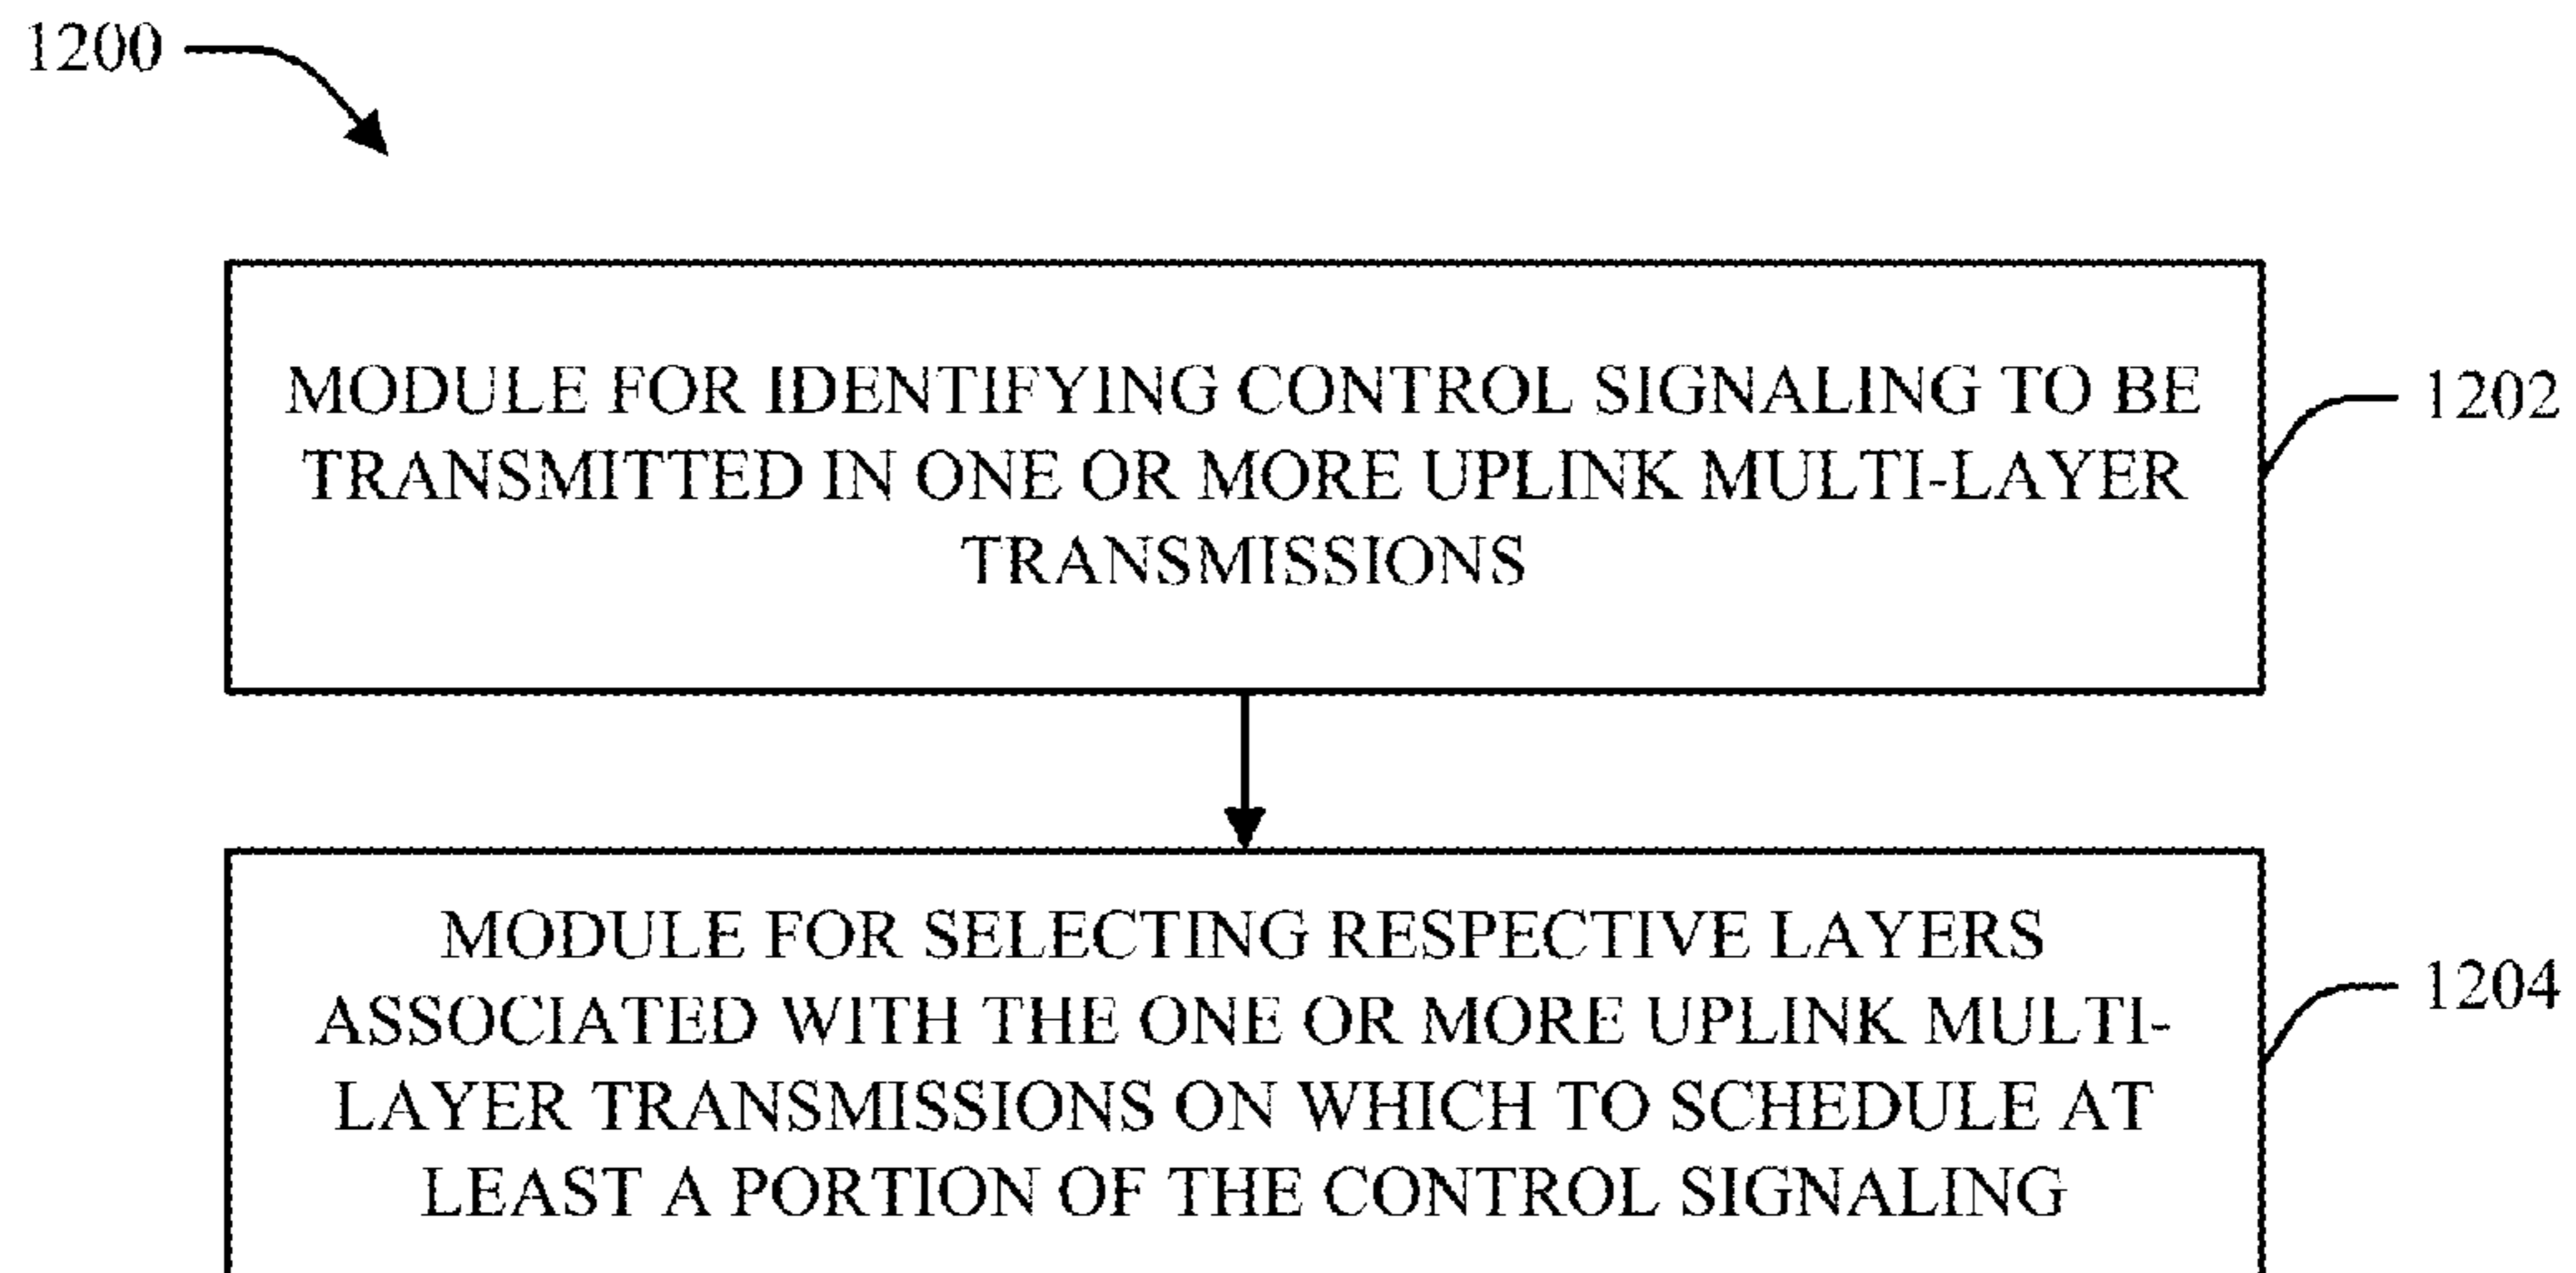 1200
MODULE FOR IDENTIFYING CONTROL SIGNALING TO BE
TRANSMITTED IN ONE OR MORE UPLINK MULTI-LAYER
TRANSMISSIONS
1202
MODULE FOR SELECTING RESPECTIVE LAYERS
ASSOCIATED WITH THE ONE OR MORE UPLINK MULTI-
LAYER TRANSMISSIONS ON WHICH TO SCHEDULE AT
LEAST A PORTION OF THE CONTROL SIGNALING
1204